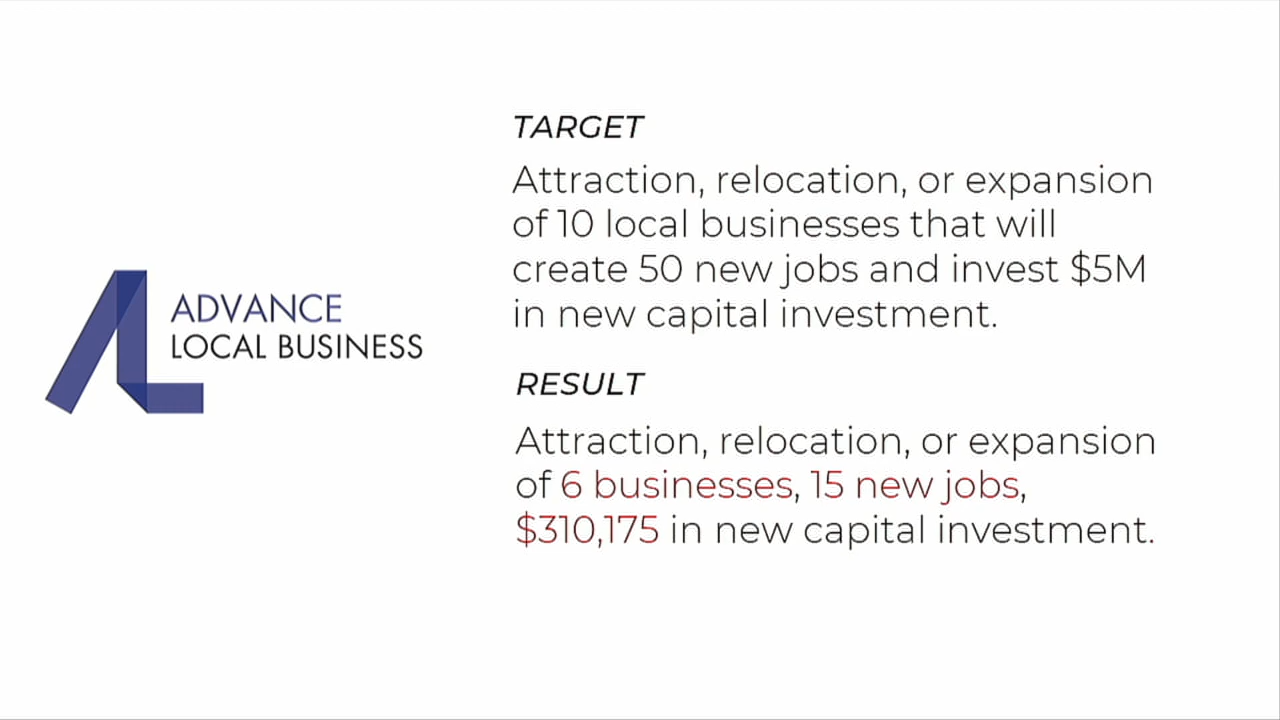 ADVANCE
LOCAL BUSINESS
TARGET
Attraction, relocation, or expansion
of 10 local businesses that will
create 50 new jobs and invest $5M
in new capital investment.
RESULT
Attraction, relocation, or expansion
of 6 businesses, 15 new jobs,
$310,175 in new capital investment.